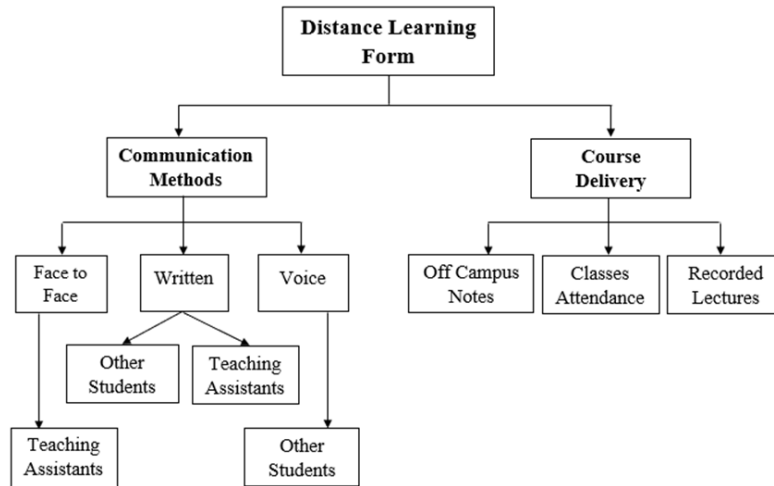 Distance Learning
Form
Communication
Methods
Course
Delivery
Face to
Face
Written
Voice
Off Campus
Notes
Classes
Attendance
Recorded
Lectures
Other
Students
Teaching
Assistants
Teaching
Assistants
Other
Students